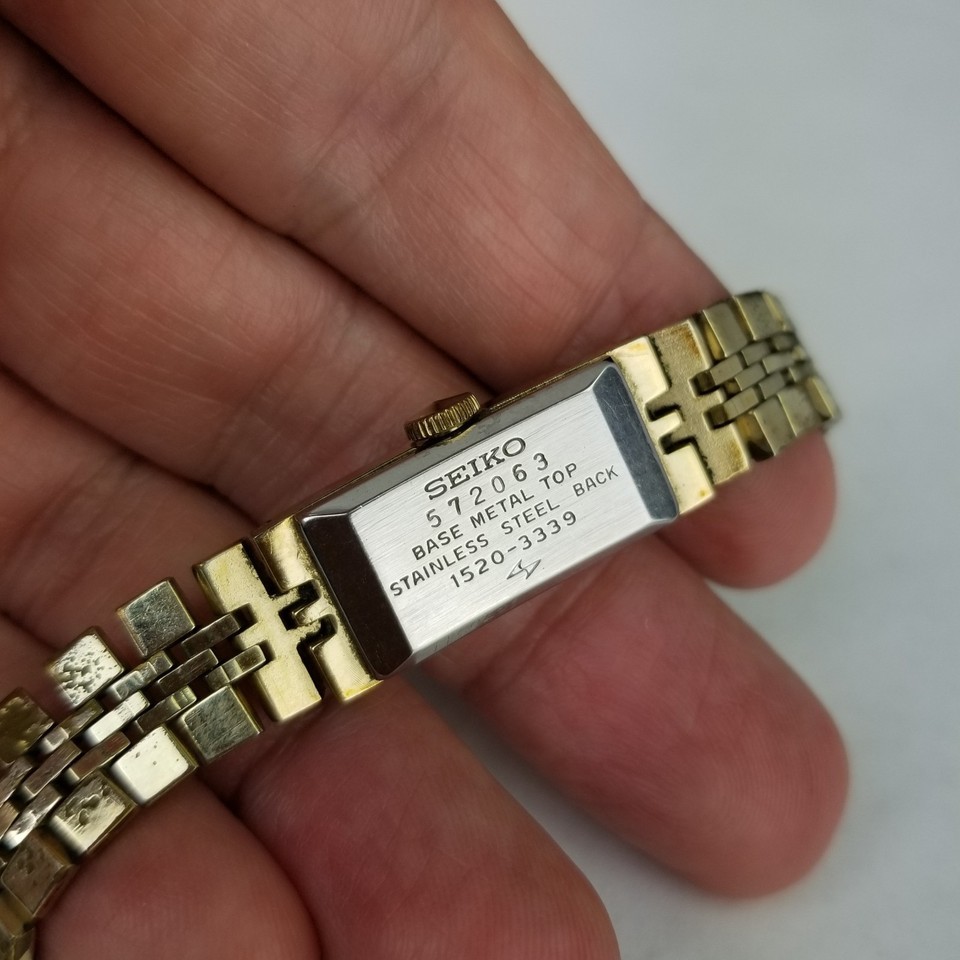 SEIKO
572063
BASE METAL TOP
STAINLESS STEEL BACK
1520-3339